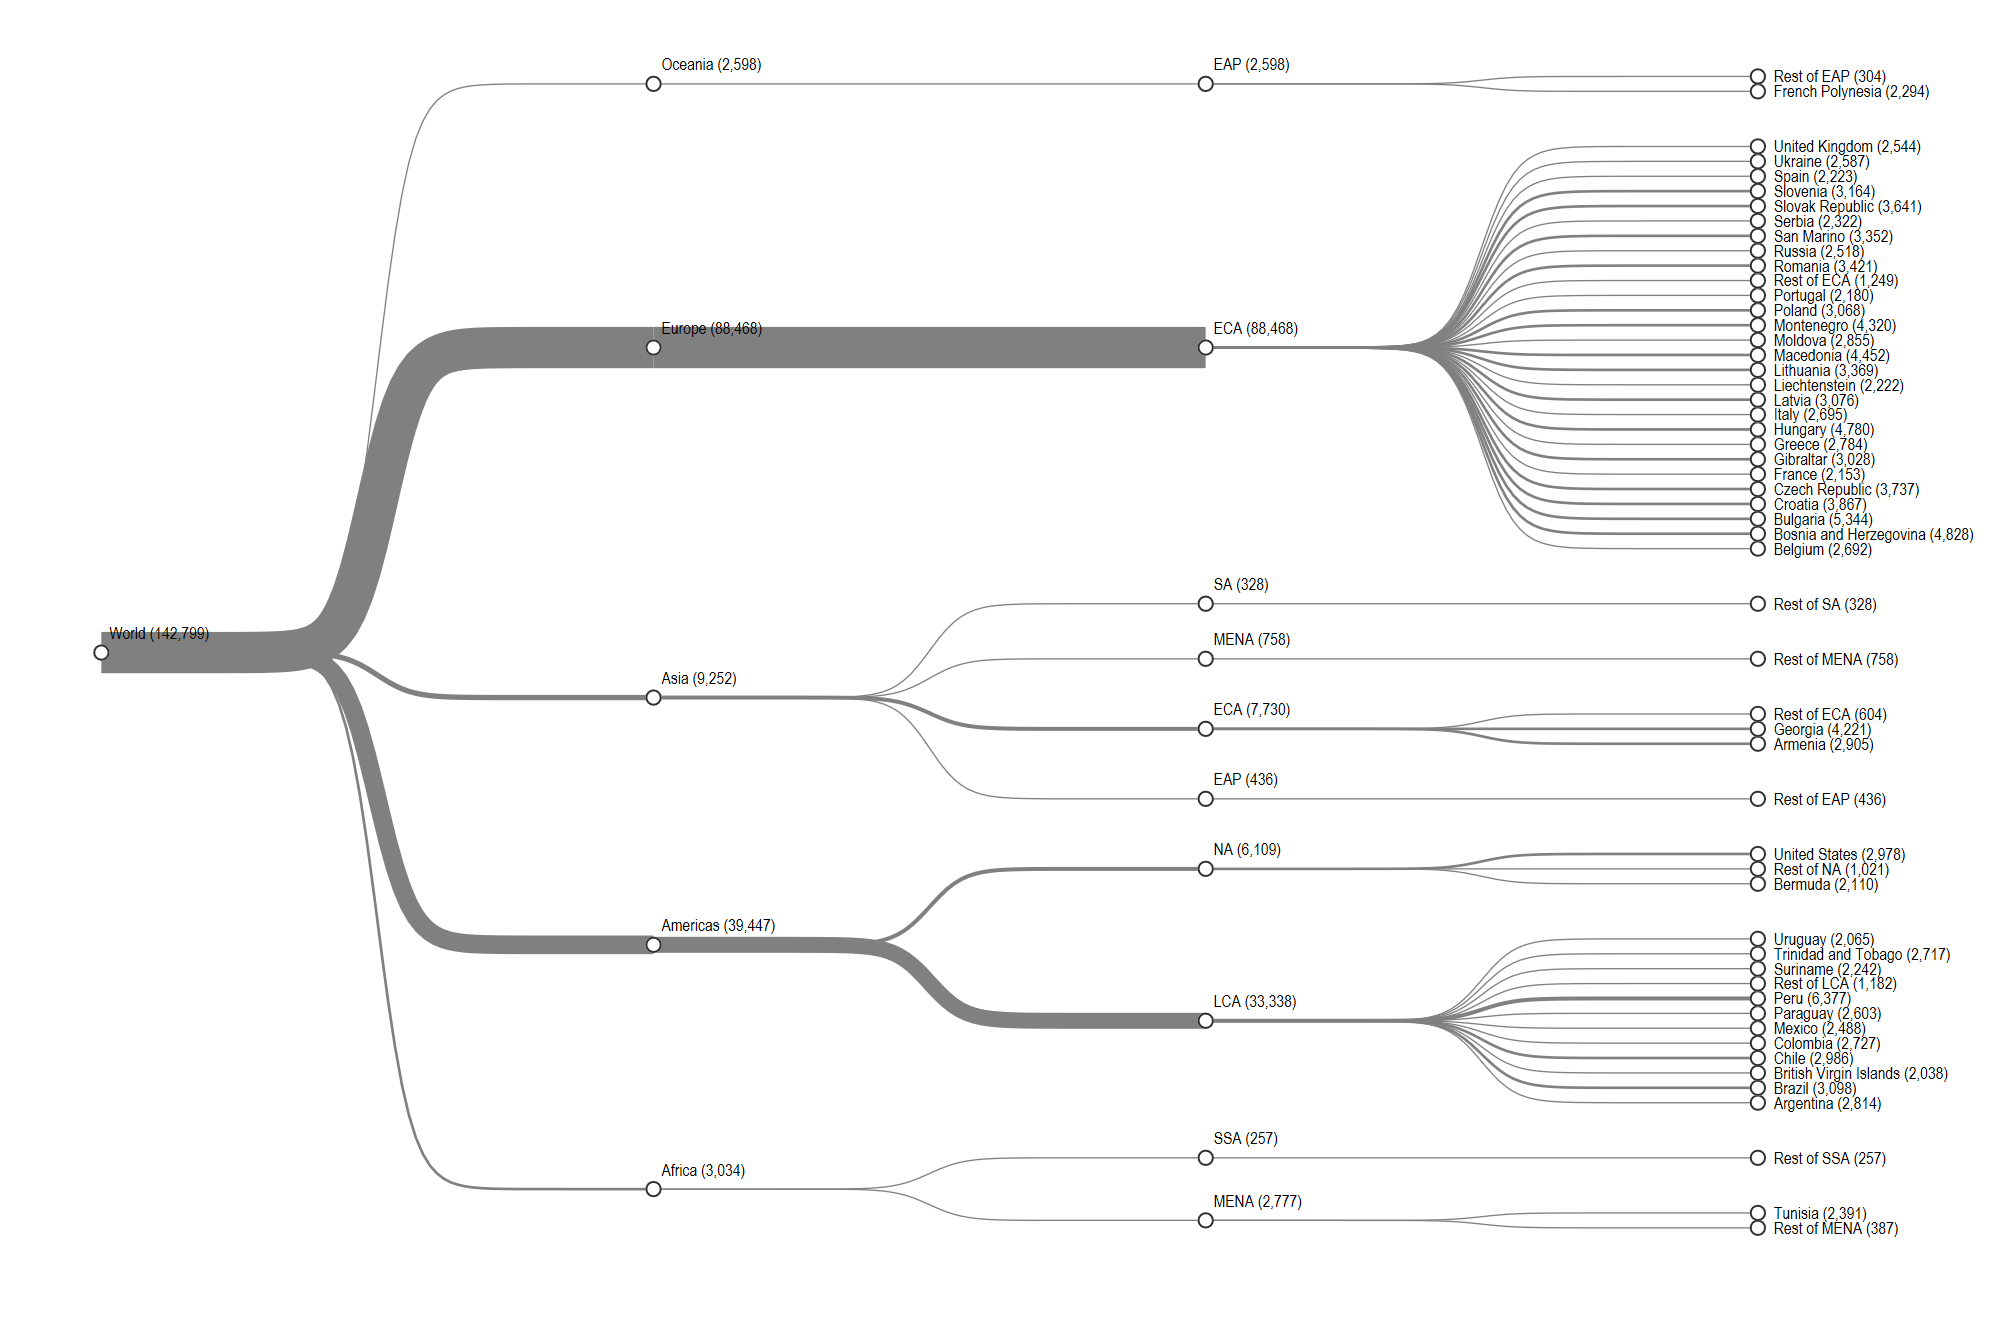 World (142,799)
Oceania (2,598)
EAP (2,598)
Rest of EAP (304)
French Polynesia (2,294)
Europe (88,468)
ECA (88,468)
United Kingdom (2,544)
Ukraine (2,587)
Spain (2,223)
Slovenia (3,164)
Slovak Republic (3,641)
Serbia (2,322)
San Marino (3,352)
Russia (2,518)
Romania (3,421)
Rest of ECA (1,249)
Portugal (2,180)
Poland (3,068)
Montenegro (4,320)
Moldova (2,855)
Macedonia (4,452)
Lithuania (3,369)
Liechtenstein (2,222)
Latvia (3,076)
Italy (2,695)
Hungary (4,780)
Greece (2,784)
Gibraltar (3,028)
France (2,153)
Czech Republic (3,737)
Croatia (3,867)
Bulgaria (5,344)
Bosnia and Herzegovina (4,828)
Belgium (2,692)
Asia (9,252)
SA (328)
Rest of SA (328)
MENA (758)
Rest of MENA (758)
ECA (7,730)
Rest of ECA (604)
Georgia (4,221)
Armenia (2,905)
EAP (436)
Rest of EAP (436)
Americas (39,447)
NA (6,109)
United States (2,978)
Rest of NA (1,021)
Bermuda (2,110)
LCA (33,338)
Uruguay (2,065)
Trinidad and Tobago (2,717)
Suriname (2,242)
Rest of LCA (1,182)
Peru (6,377)
Paraguay (2,603)
Mexico (2,488)
Colombia (2,727)
Chile (2,986)
British Virgin Islands (2,038)
Brazil (3,098)
Argentina (2,814)
Africa (3,034)
SSA (257)
Rest of SSA (257)
MENA (2,777)
Tunisia (2,391)
Rest of MENA (387)